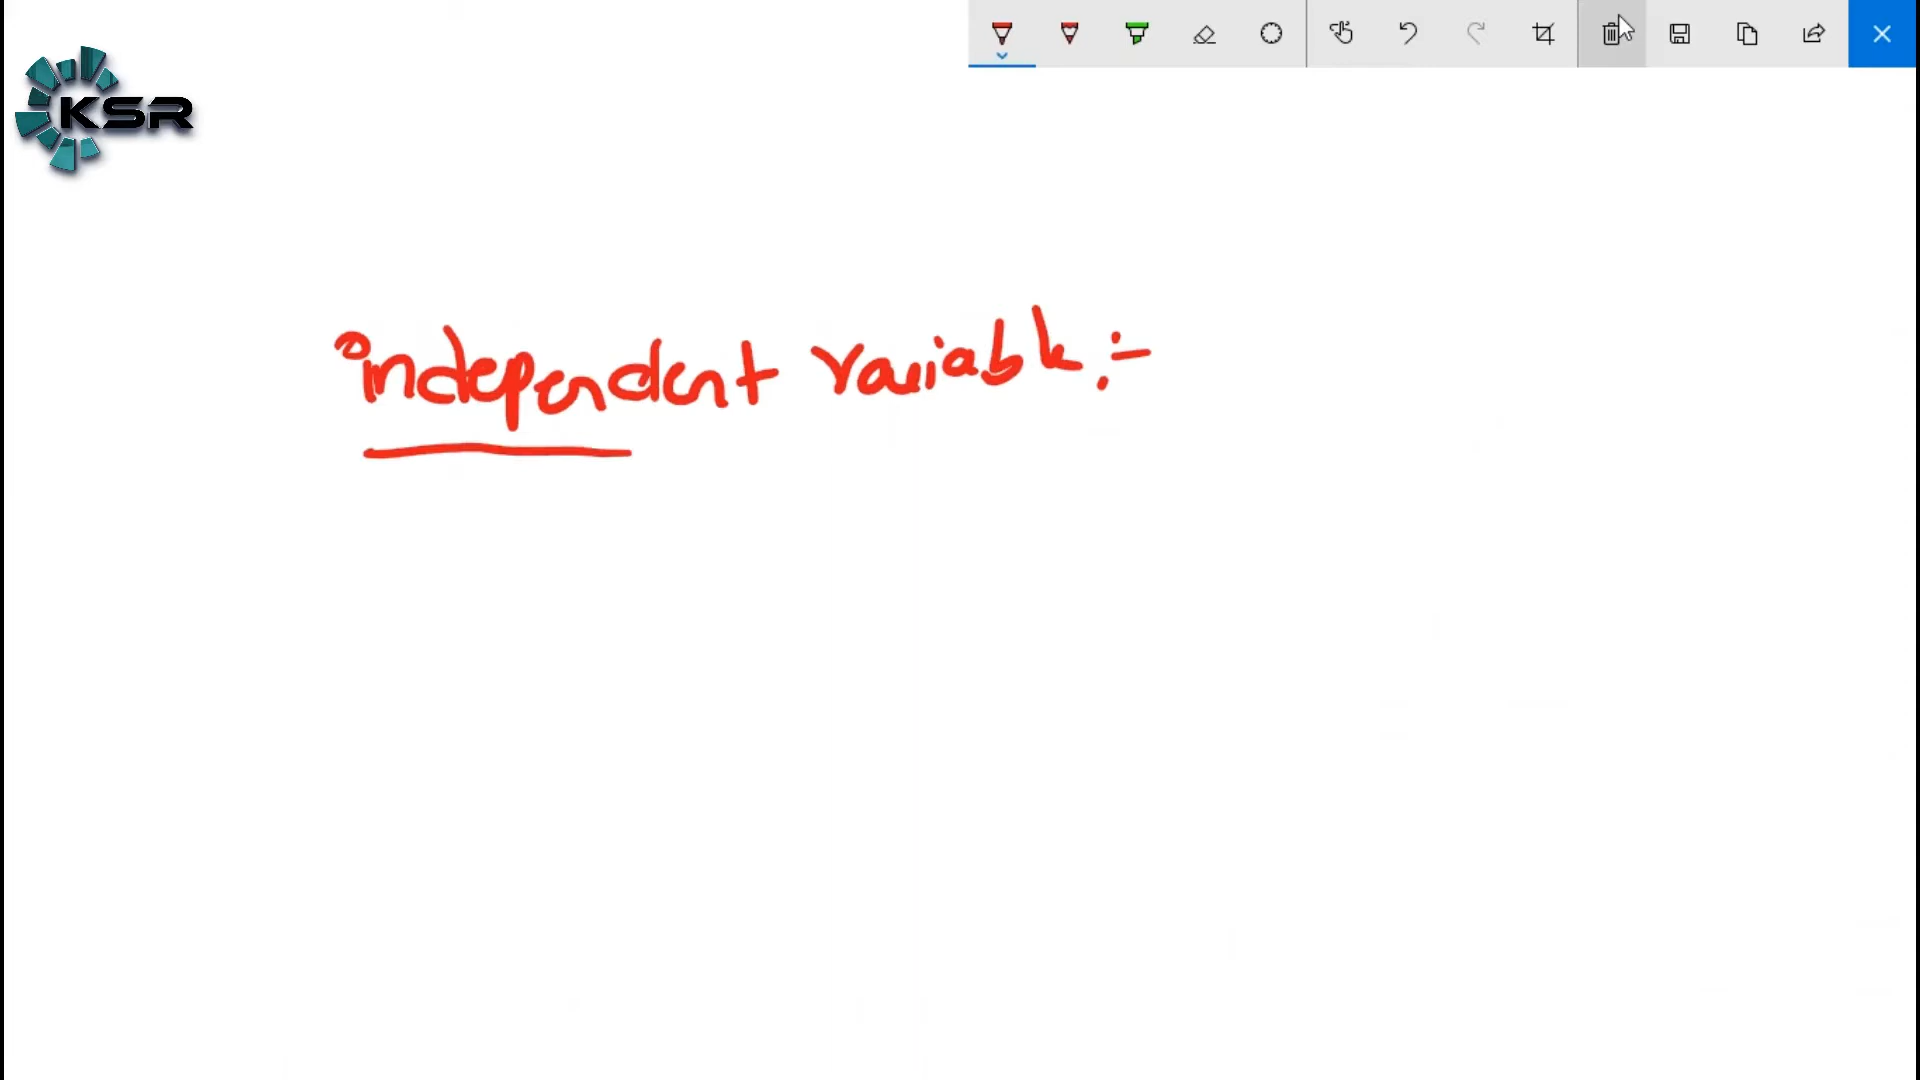 KSR
independent variable :-